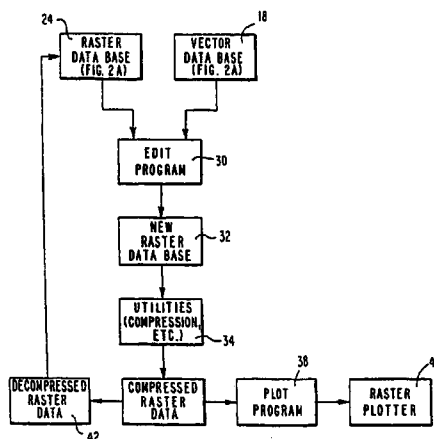 24
18
RASTER
DATA BASE
(FIG. 2A)
VECTOR
DATA BASE
(FIG. 2A)
EDIT
PROGRAM
30
NEW
RASTER
DATA BASE
32
UTILITIES
(COMPRESSION,
ETC.)
34
38
DECOMPRESSED
RASTER
DATA
COMPRESSED
RASTER
DATA
PLOT
PROGRAM
RASTER
PLOTTER
42